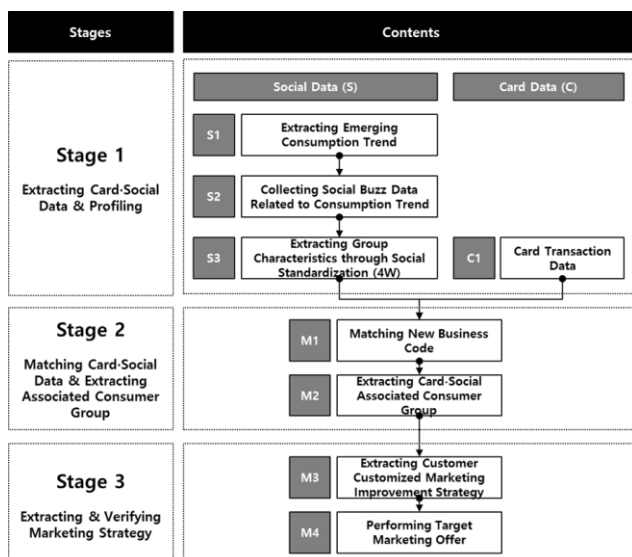 Stages
Contents
Stage 1
Extracting Card-Social
Data & Profiling
Social Data (S)
Card Data (C)
S1
Extracting Emerging
Consumption Trend
S2
Collecting Social Buzz Data
Related to Consumption Trend
S3
Extracting Group
Characteristics through Social
Standardization (4W)
C1
Card Transaction
Data
Stage 2
Matching Card-Social
Data & Extracting
Associated Consumer
Group
M1
Matching New Business
Code
M2
Extracting Card-Social
Associated Consumer
Group
Stage 3
Extracting & Verifying
Marketing Strategy
M3
Extracting Customer
Customized Marketing
Improvement Strategy
M4
Performing Target
Marketing Offer